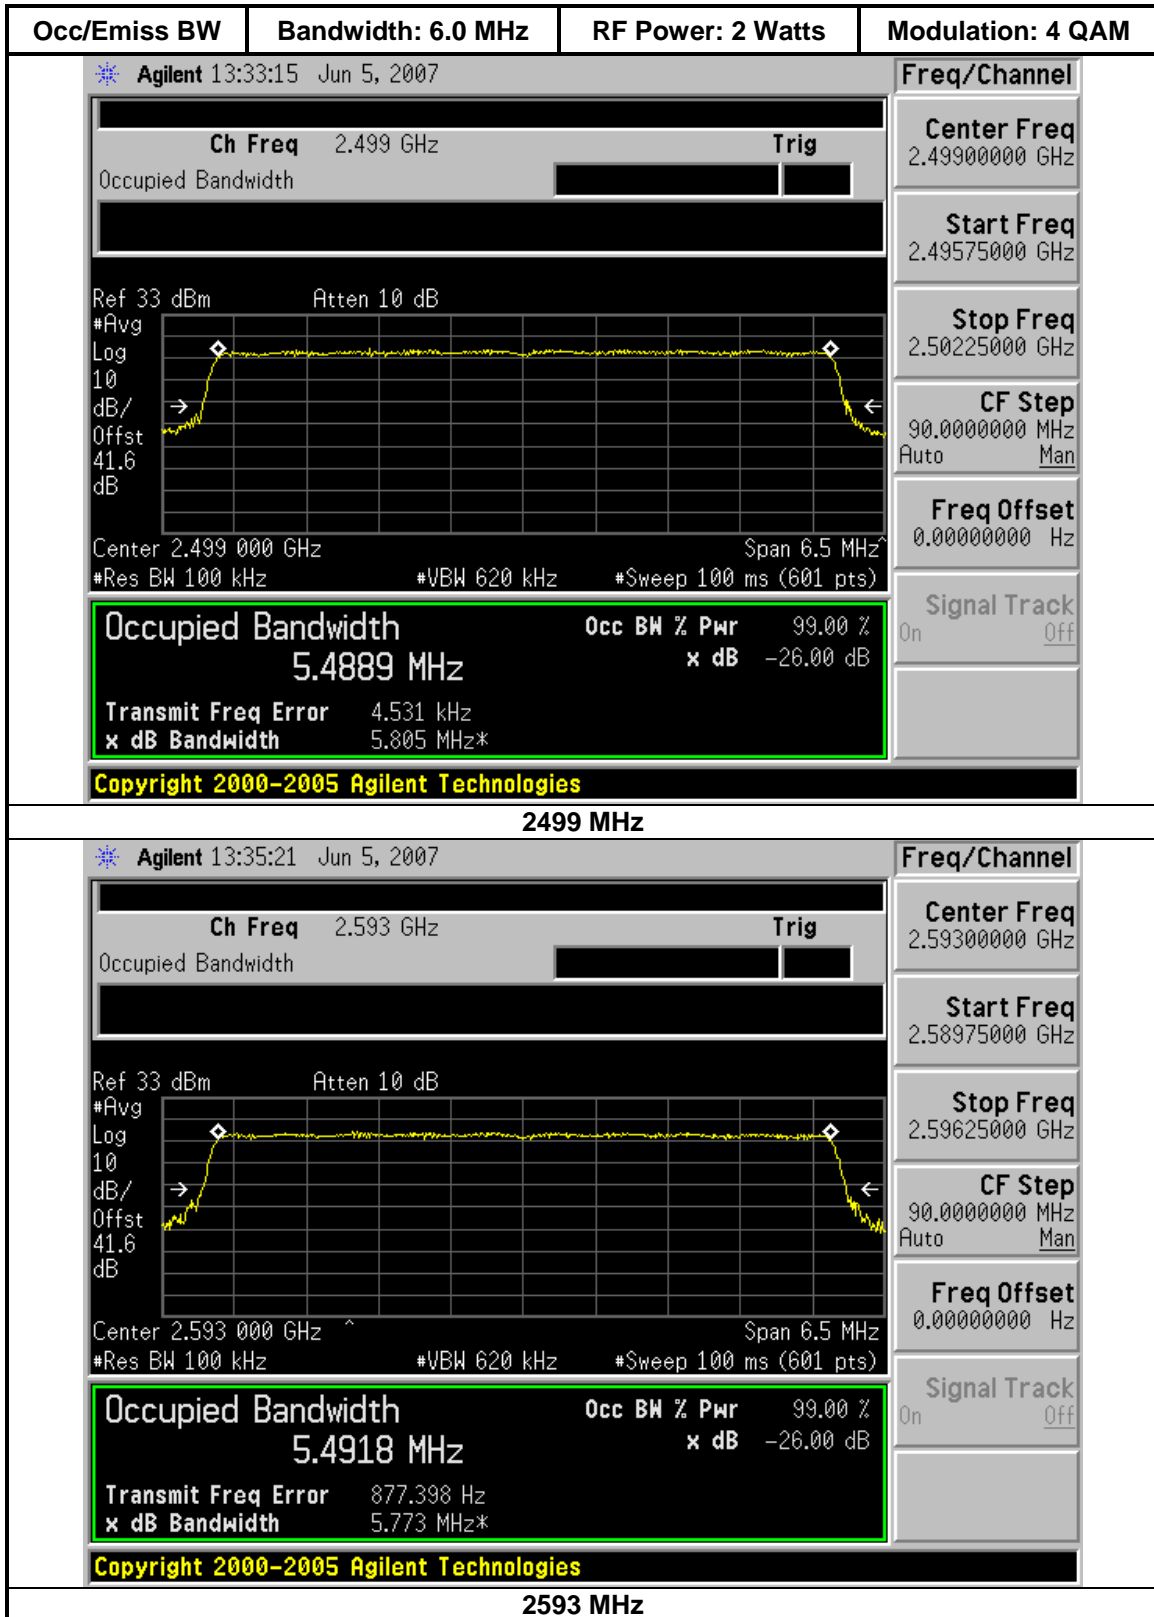 Occ/Emiss BW Bandwidth: 6.0 MHz RF Power: 2 Watts Modulation: 4 QAM
Agilent 13:33:15 Jun 5, 2007 Freq/Channel
Ch Freq 2.499 GHz Trig
Occupied Bandwidth
Center Freq
2.49900000 GHz
Start Freq
2.49575000 GHz
Stop Freq
2.50225000 GHz
CF Step
90.0000000 MHz
Auto Man
Freq Offset
0.00000000 Hz
Signal Track
On Off
Ref 33 dBm Atten 10 dB
#Avg
Log
10
dB/
Offst
41.6
dB
Center 2.499 000 GHz Span 6.5 MHz^
#Res BW 100 kHz #VBW 620 kHz #Sweep 100 ms (601 pts)
Occupied Bandwidth Occ BW % Pwr 99.00 %
5.4889 MHz x dB -26.00 dB
Transmit Freq Error 4.531 kHz
x dB Bandwidth 5.805 MHz*
Copyright 2000-2005 Agilent Technologies
2499 MHz
Agilent 13:35:21 Jun 5, 2007 Freq/Channel
Ch Freq 2.593 GHz Trig
Occupied Bandwidth
Center Freq
2.59300000 GHz
Start Freq
2.58975000 GHz
Stop Freq
2.59625000 GHz
CF Step
90.0000000 MHz
Auto Man
Freq Offset
0.00000000 Hz
Signal Track
On Off
Ref 33 dBm Atten 10 dB
#Avg
Log
10
dB/
Offst
41.6
dB
Center 2.593 000 GHz ^ Span 6.5 MHz
#Res BW 100 kHz #VBW 620 kHz #Sweep 100 ms (601 pts)
Occupied Bandwidth Occ BW % Pwr 99.00 %
5.4918 MHz x dB -26.00 dB
Transmit Freq Error 877.398 Hz
x dB Bandwidth 5.773 MHz*
Copyright 2000-2005 Agilent Technologies
2593 MHz